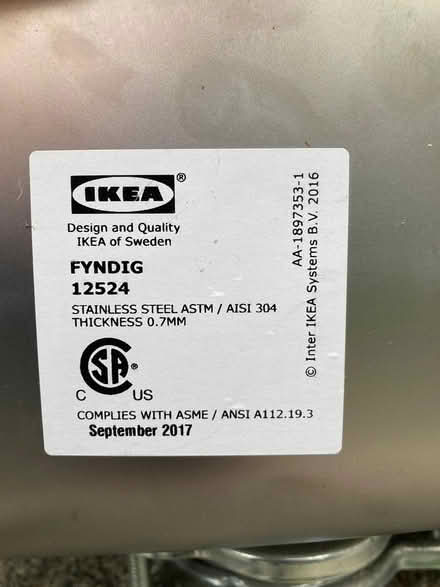 IKEA®
Design and Quality
IKEA of Sweden
FYNDIG
12524
STAINLESS STEEL ASTM / AISI 304
THICKNESS 0.7MM
SA®
C US
COMPLIES WITH ASME / ANSI A112.19.3
September 2017
AA-1897353-1
© Inter IKEA Systems B.V. 2016